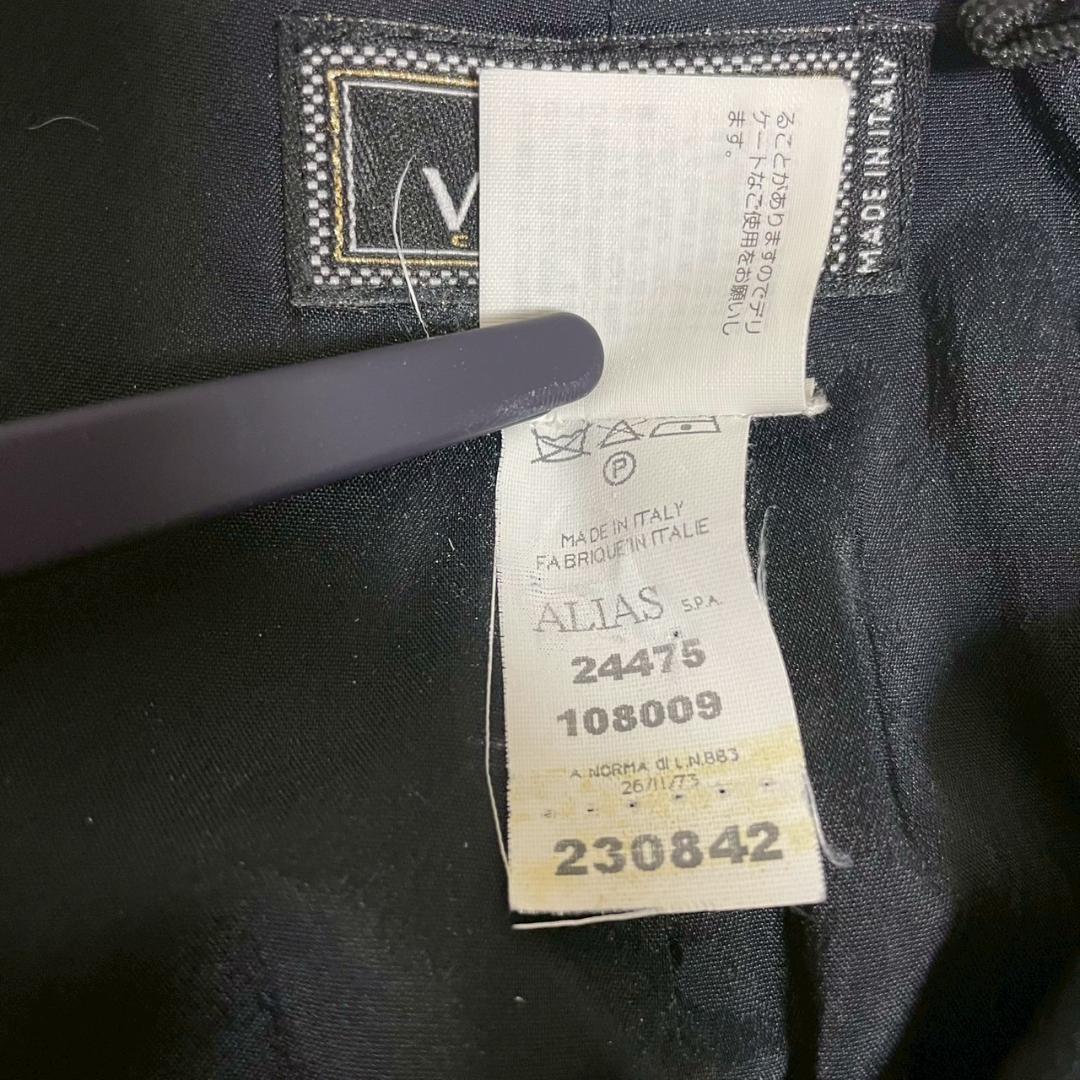 V
C
MADE IN ITALY
ることがありますのでデリ
ケートなご使用をお願いし
ます。
P
MADE IN ITALY
FABRIQUE'IN ITALIE
ALIAS S.P.A.
24475
108009
A NORMA di L.N.883
26/11/73
230842